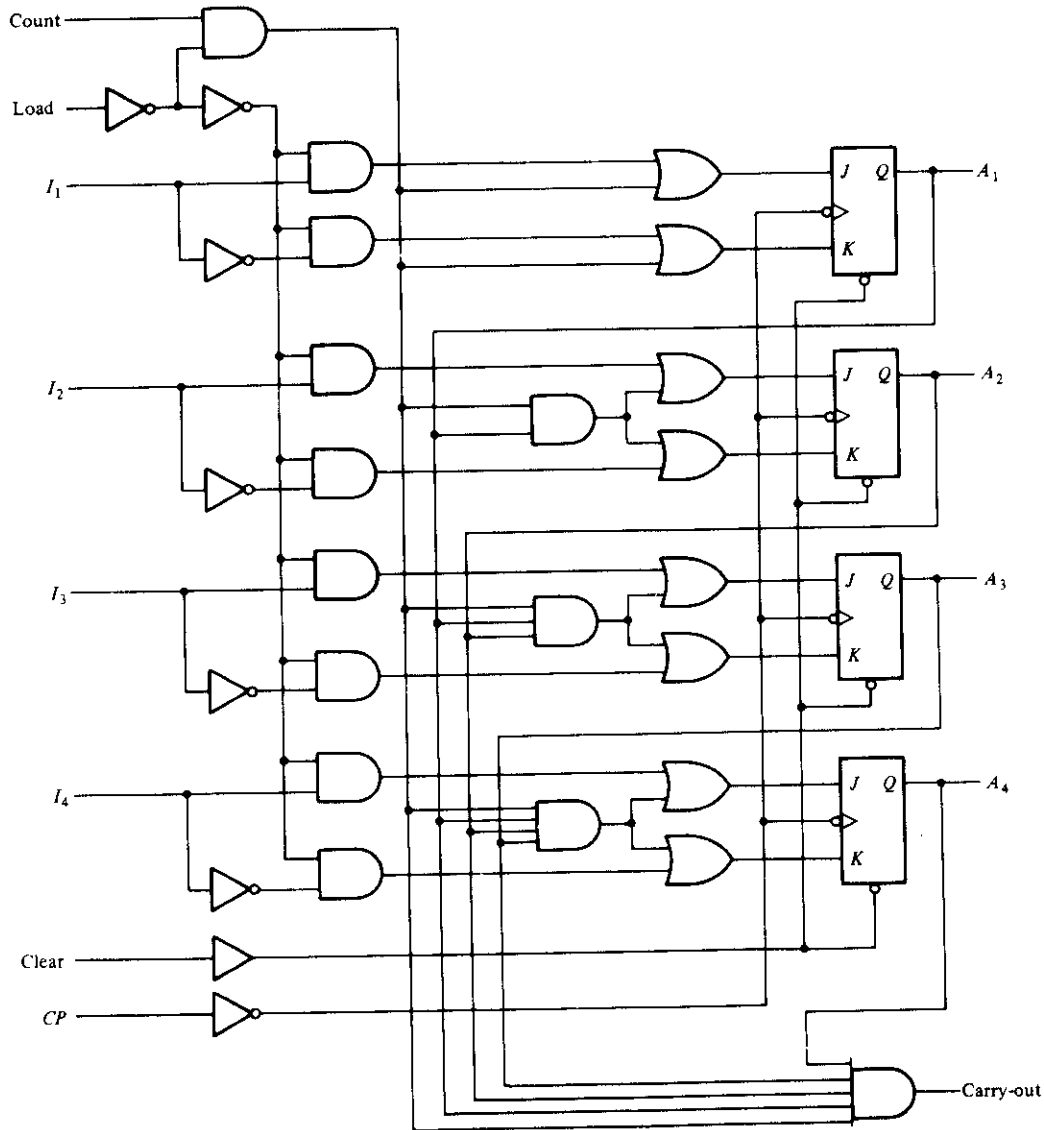 Count
Load
I₁
J Q A₁
K
I₂
J Q A₂
K
I₃
J Q A₃
K
I₄
J Q A₄
K
Clear
CP
Carry-out